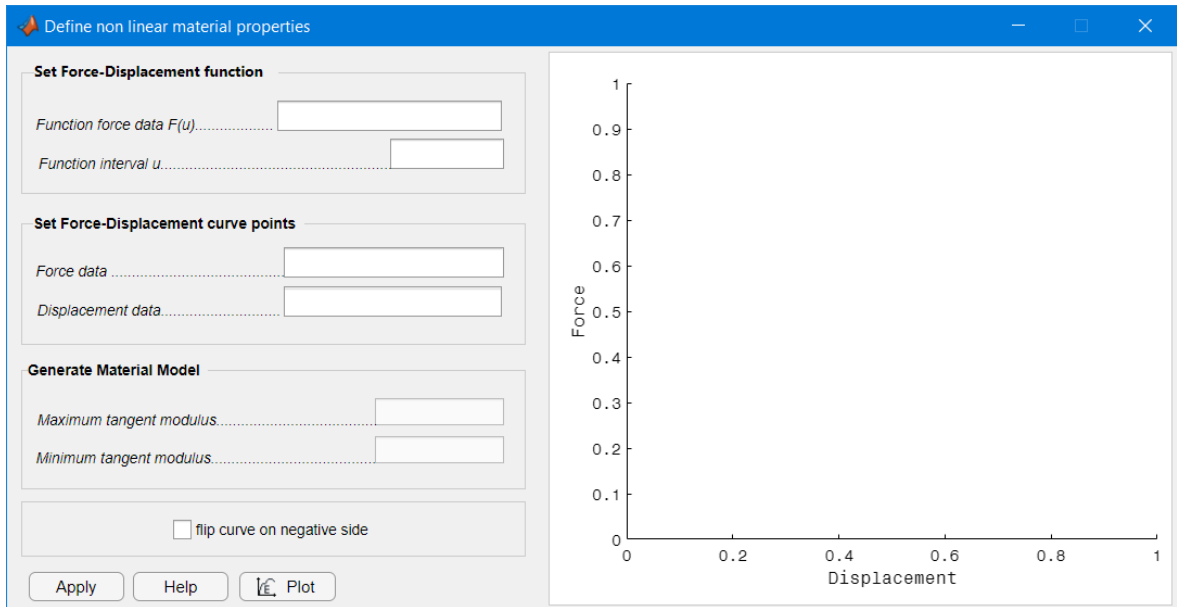 Define non linear material properties
Set Force-Displacement function
Function force data F(u)...................
Function interval u.......................................................
Set Force-Displacement curve points
Force data .........................................
Displacement data............................
Generate Material Model
Maximum tangent modulus......................................
Minimum tangent modulus.......................................
flip curve on negative side
Apply
Help
Plot
1
0.9
0.8
0.7
0.6
0.5
0.4
0.3
0.2
0.1
0
Force
0
0.2
0.4
0.6
0.8
1
Displacement